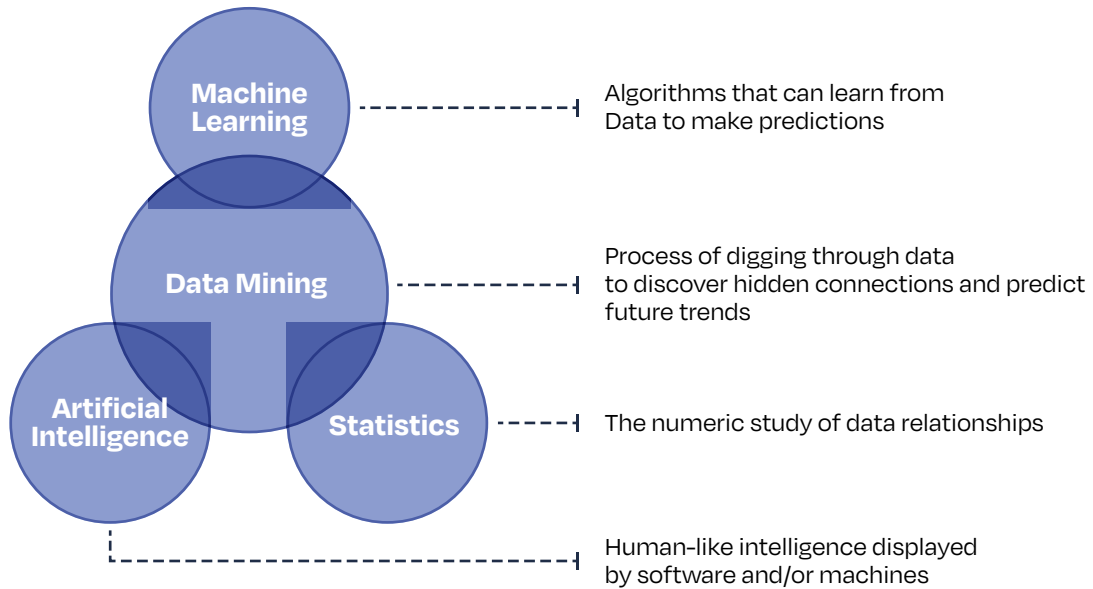 Machine
Learning
Algorithms that can learn from
Data to make predictions
Data Mining
Process of digging through data
to discover hidden connections and predict
future trends
Artificial
Intelligence
Statistics
The numeric study of data relationships
Human-like intelligence displayed
by software and/or machines